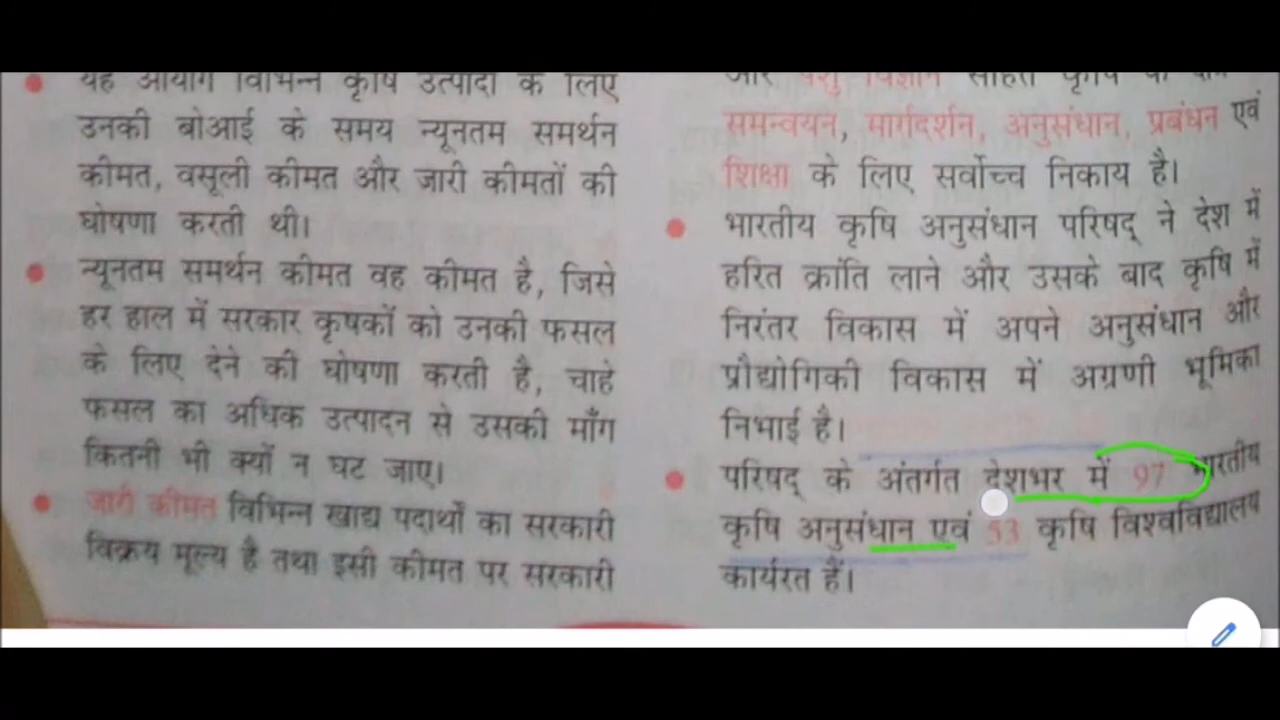 यह आयोग विभिन्न कृषि उत्पादों के लिए
उनकी बोआई के समय न्यूनतम समर्थन
कीमत, वसूली कीमत और जारी कीमतों की
घोषणा करती थी।
न्यूनतम समर्थन कीमत वह कीमत है, जिसे
हर हाल में सरकार कृषकों को उनकी फसल
के लिए देने की घोषणा करती है, चाहे
फसल का अधिक उत्पादन से उसकी माँग
कितनी भी क्यों न घट जाए।
जारी कीमत विभिन्न खाद्य पदार्थों का सरकारी
विक्रय मूल्य है तथा इसी कीमत पर सरकारी
और पशु विज्ञान सहित कृषि के
समन्वयन, मार्गदर्शन, अनुसंधान, प्रबंधन एवं
शिक्षा के लिए सर्वोच्च निकाय है।
भारतीय कृषि अनुसंधान परिषद् ने देश में
हरित क्रांति लाने और उसके बाद कृषि में
निरंतर विकास में अपने अनुसंधान और
प्रौद्योगिकी विकास में अग्रणी भूमिका
निभाई है।
परिषद् के अंतर्गत देशभर में 97 भारतीय
कृषि अनुसंधान एवं 53 कृषि विश्वविद्यालय
कार्यरत हैं।